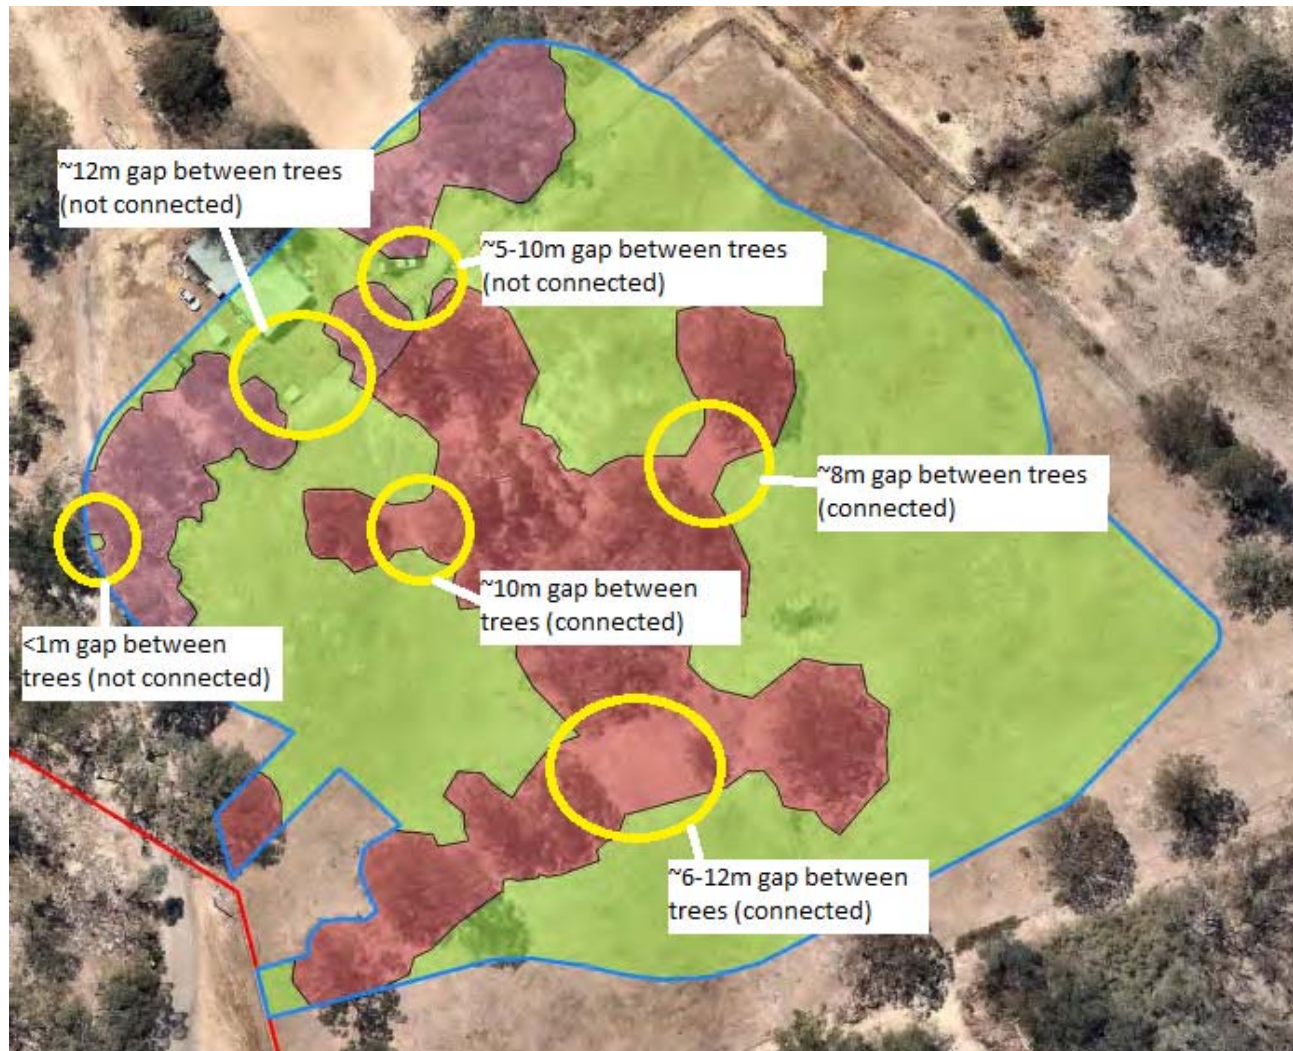 ~12m gap between trees
(not connected)
~5-10m gap between trees
(not connected)
~8m gap between trees
(connected)
~10m gap between
trees (connected)
<1m gap between
trees (not connected)
~6-12m gap between
trees (connected)